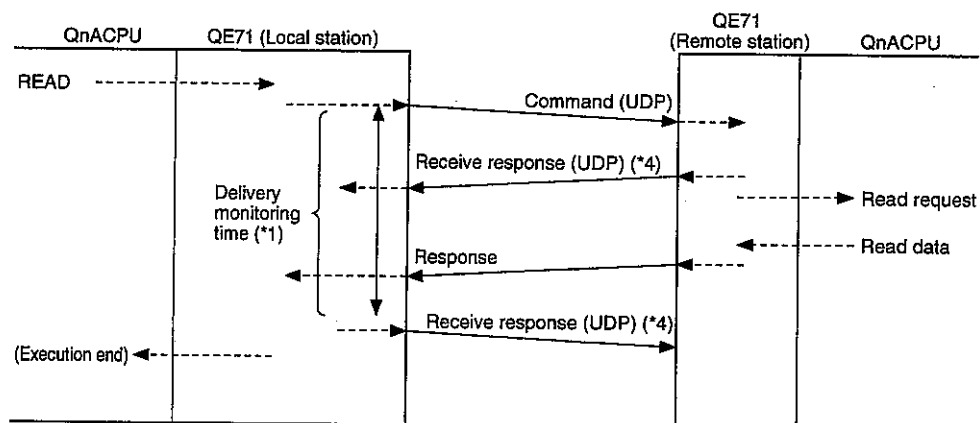 QnACPU
QE71 (Local station)
QE71
(Remote station)
QnACPU
READ
Command (UDP)
Receive response (UDP) (*4)
Delivery
monitoring
time (*1)
Read request
Read data
Response
Receive response (UDP) (*4)
(Execution end)